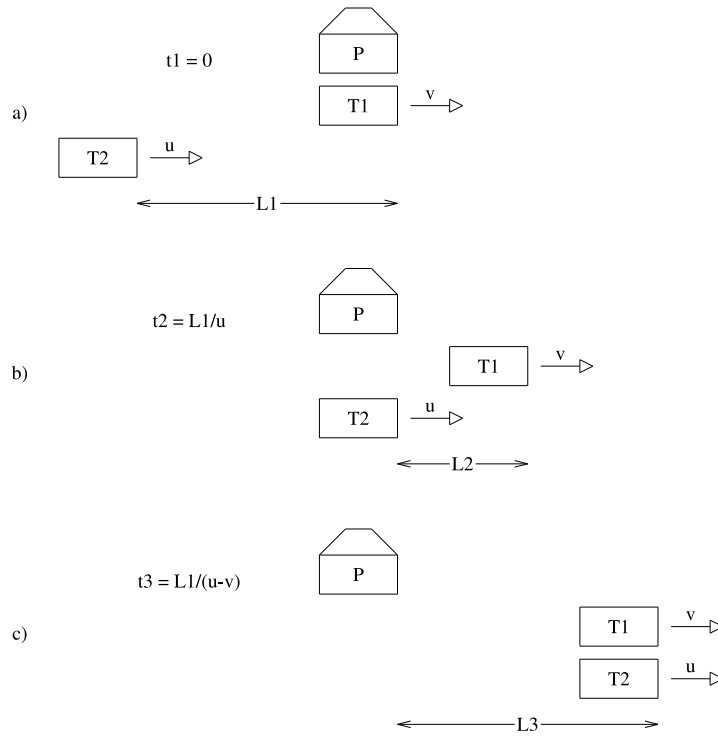 P
t1 = 0
T1
v
a)
T2
u
L1
P
t2 = L1/u
T1
v
b)
T2
u
L2
P
t3 = L1/(u-v)
T1
v
c)
T2
u
L3